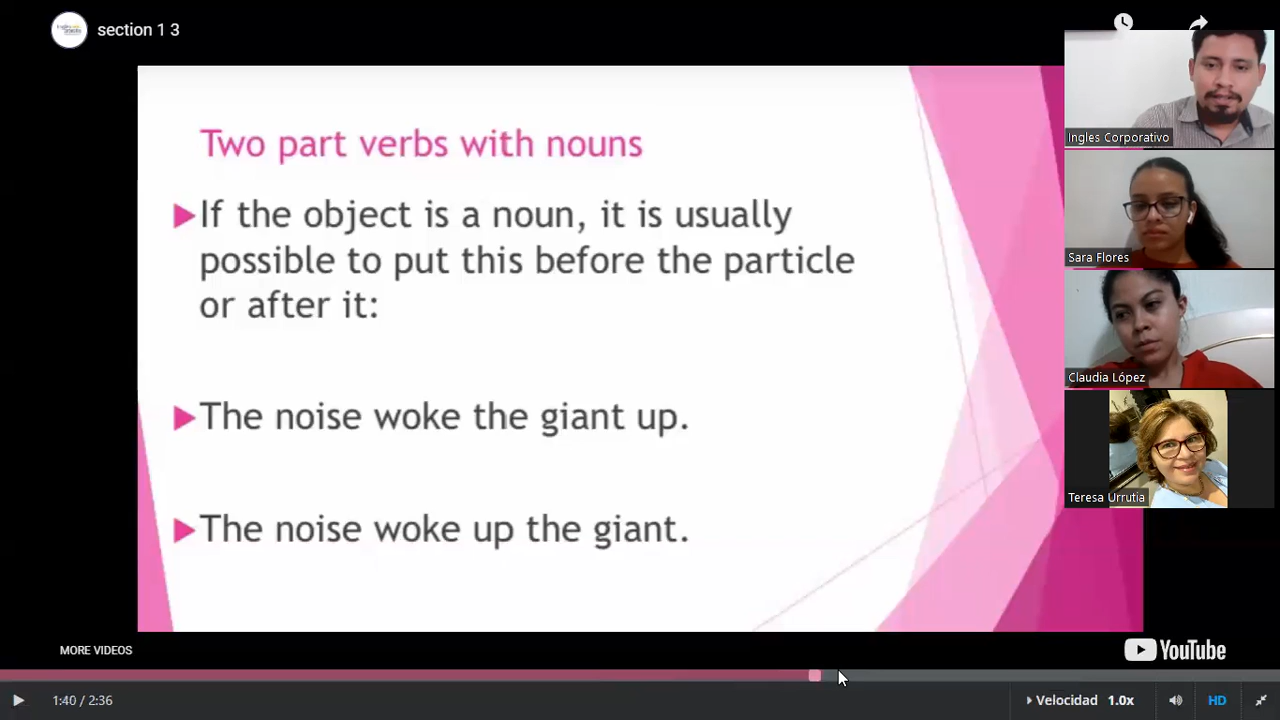 section 1 3
Two part verbs with nouns
If the object is a noun, it is usually
possible to put this before the particle
or after it:
The noise woke the giant up.
The noise woke up the giant.
Ingles Corporativo
Sara Flores
Claudia López
Teresa Urrutia
MORE VIDEOS
YouTube
1:40 / 2:36
Velocidad 1.0x
HD